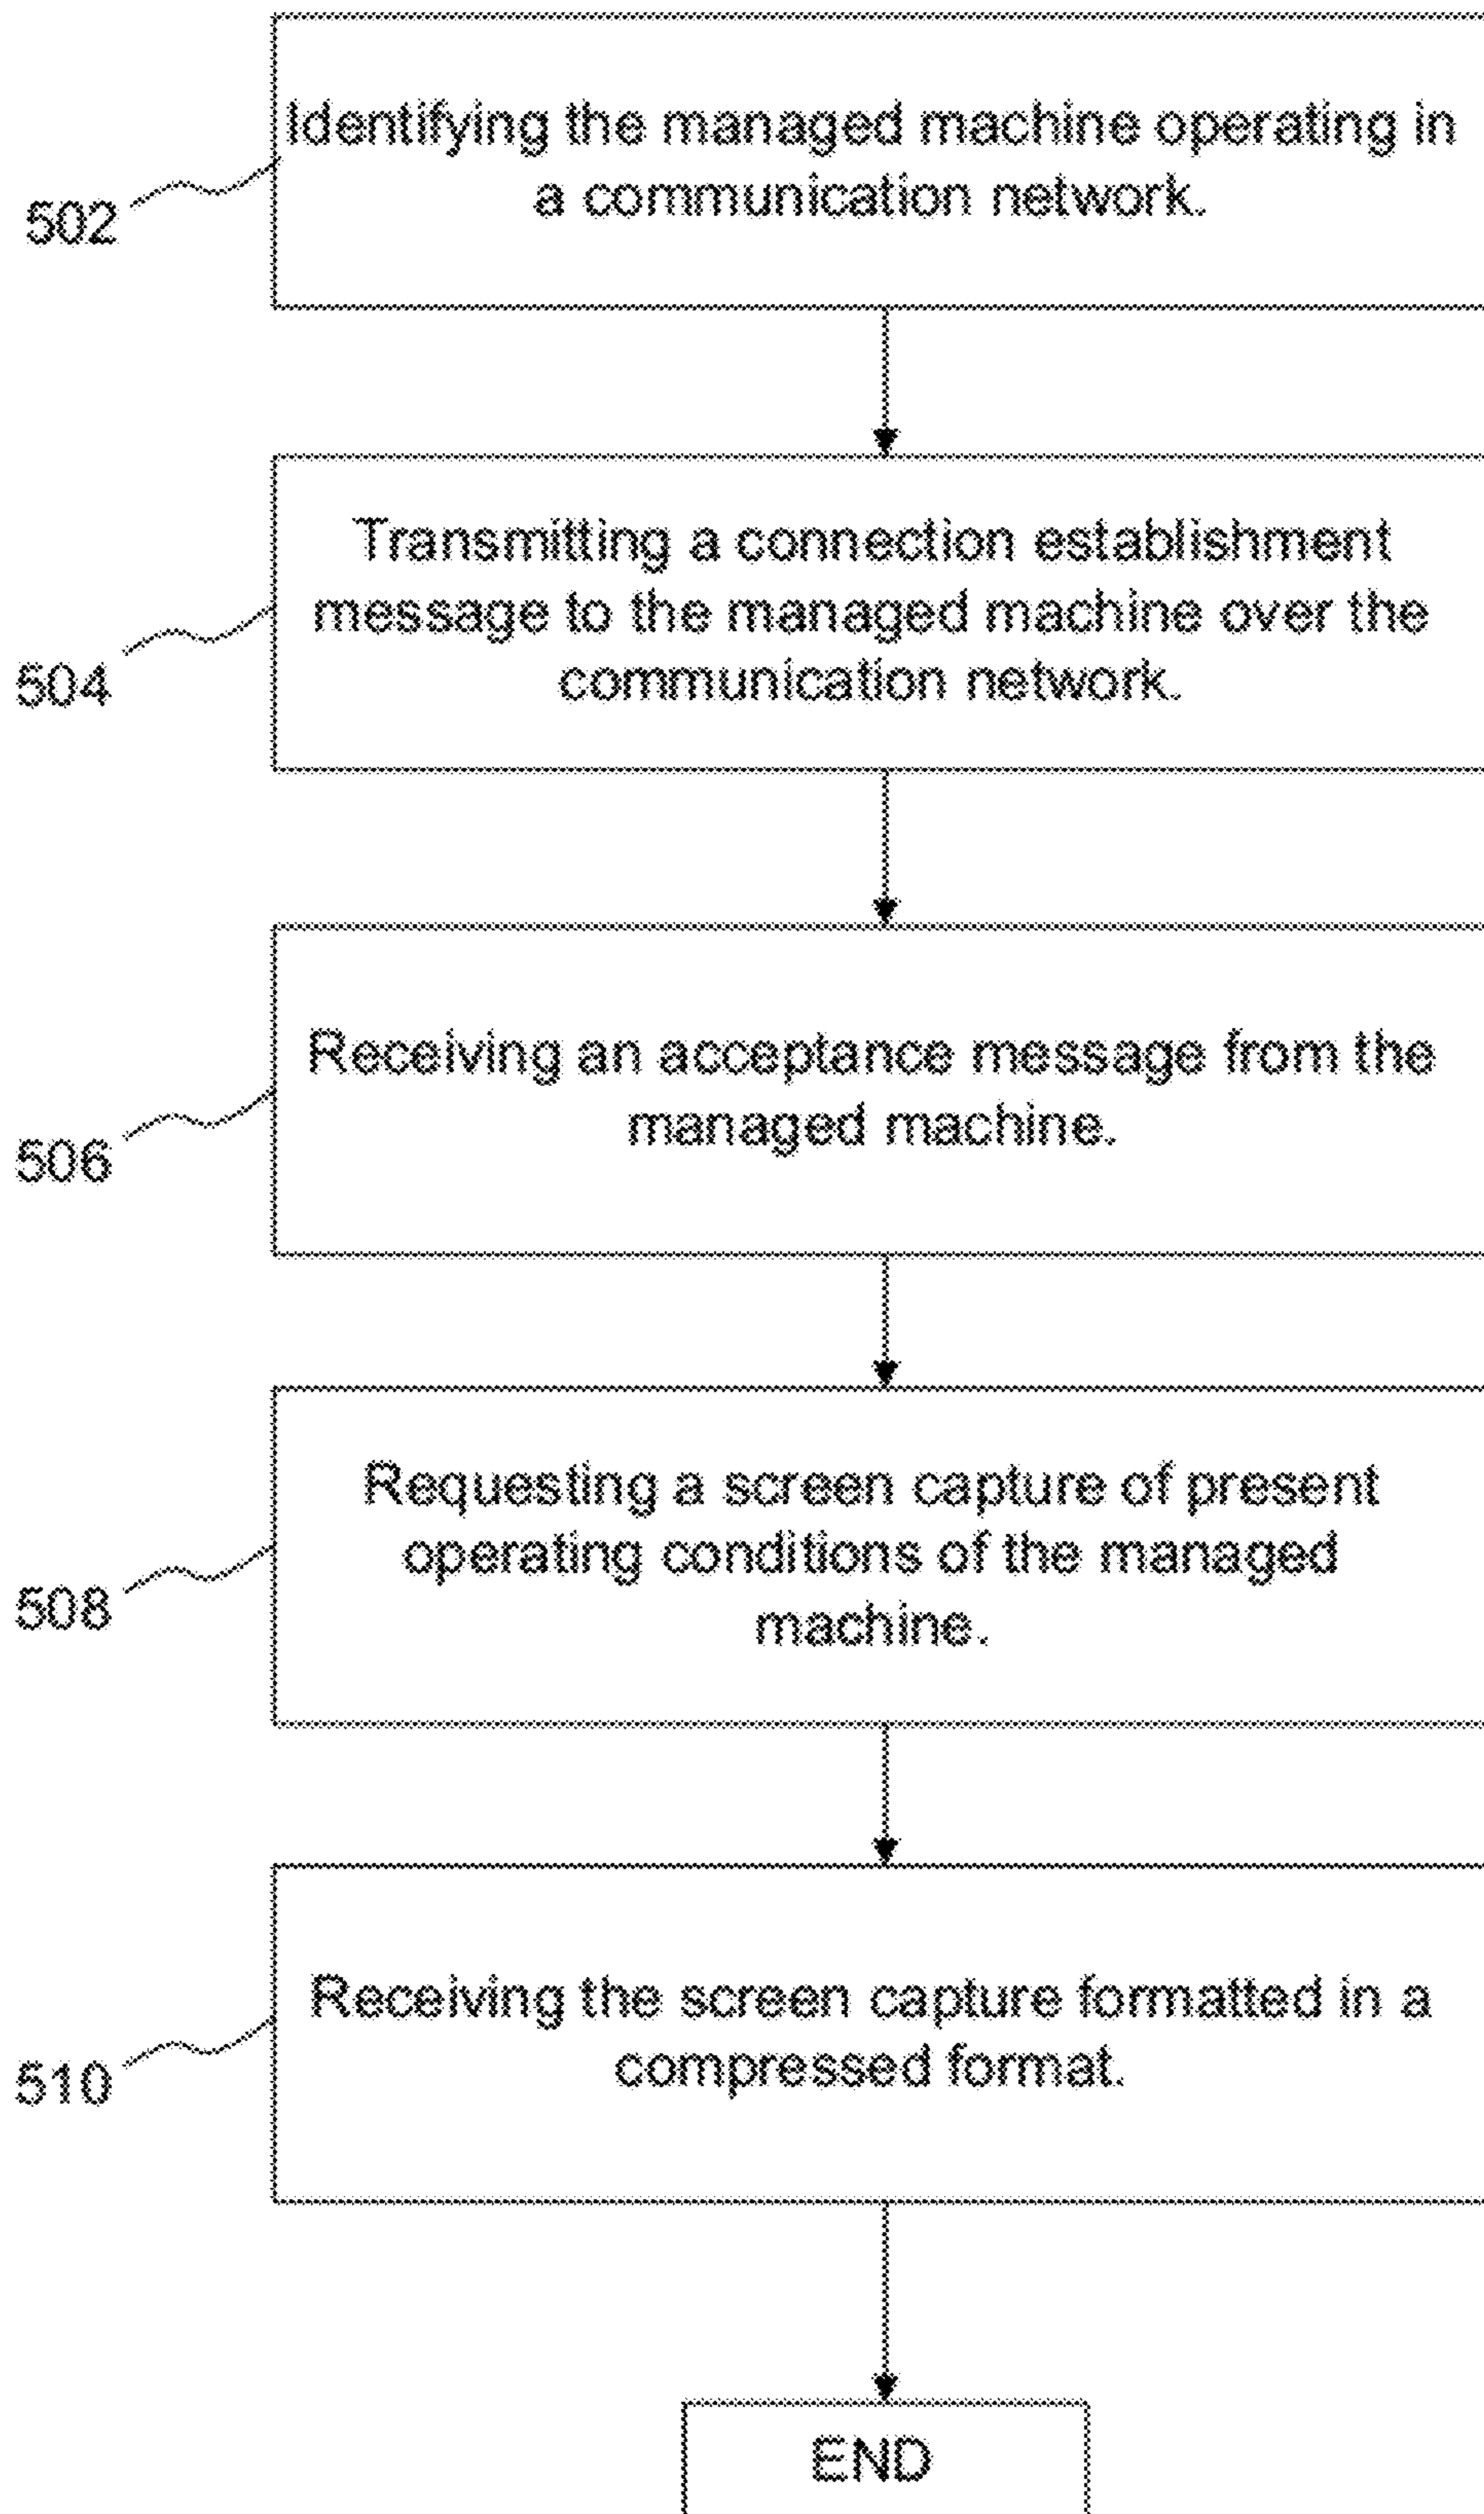 Identifying the managed machine operating in
a communication network.
502
Transmitting a connection establishment
message to the managed machine over the
communication network.
504
Receiving an acceptance message from the
managed machine.
506
Requesting a screen capture of present
operating conditions of the managed
machine.
508
Receiving the screen capture formatted in a
compressed format.
510
END